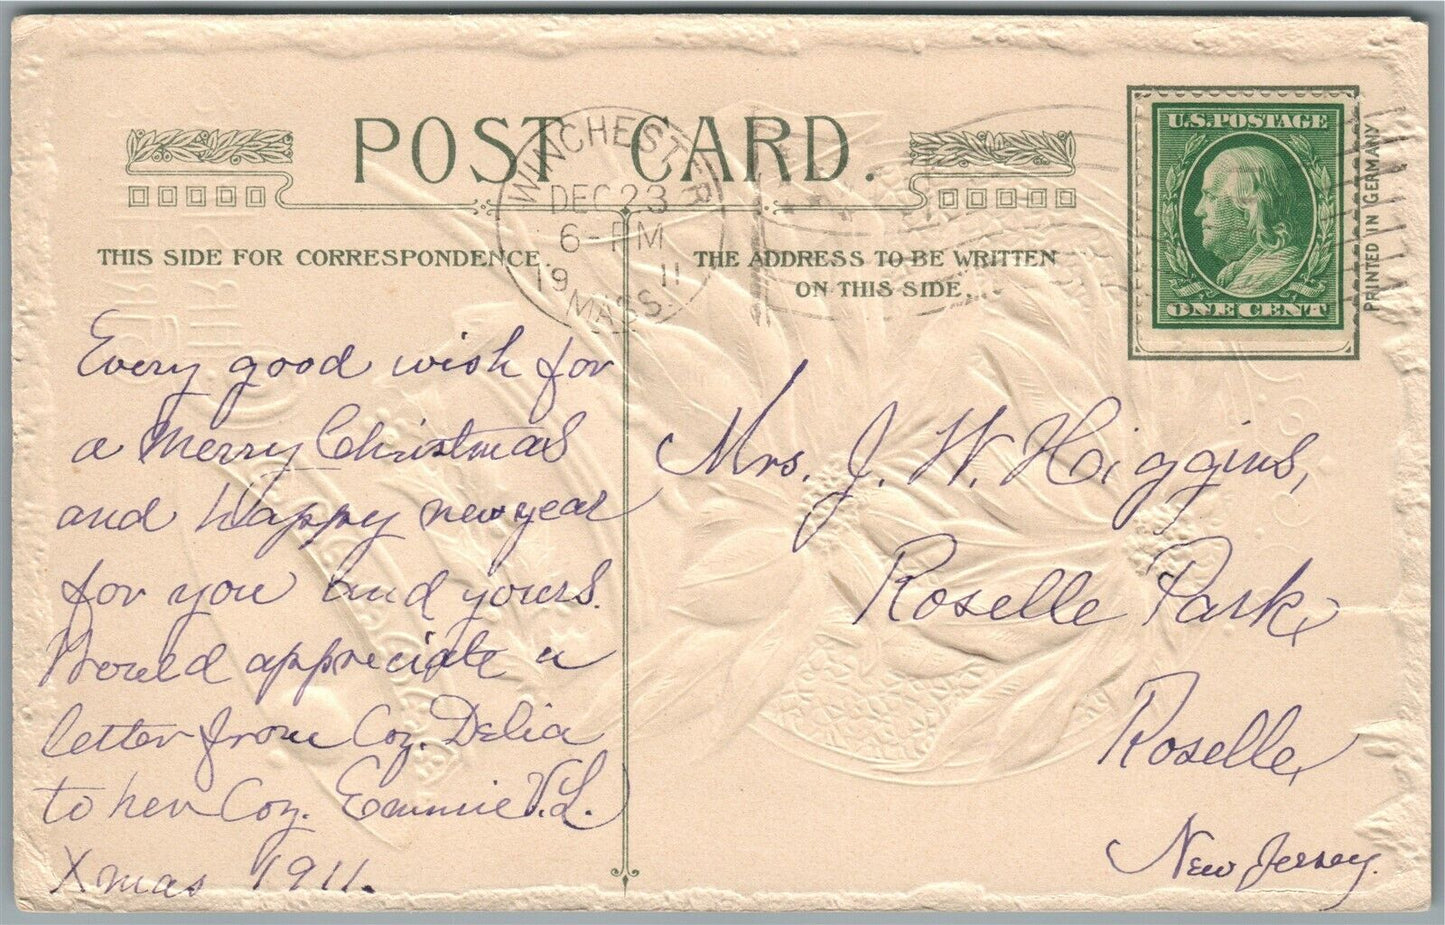 POST CARD.
WINCHESTER
DEC 23
6-PM
19 11
MASS.
U.S. POSTAGE
ONE CENT
PRINTED IN GERMANY
THIS SIDE FOR CORRESPONDENCE.
THE ADDRESS TO BE WRITTEN
ON THIS SIDE.
Every good wish for
a Merry Christmas
and happy new year
for you and yours.
Would appreciate a
letter from Coz. Delia
to her Coz. Emmie V.L.
Xmas 1911.
Mrs. J. W. Higgins,
Roselle Park,
Roselle,
New Jersey.